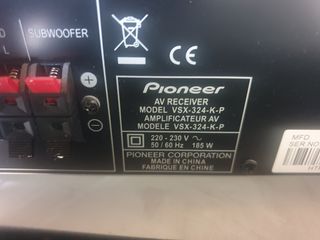 D
L
SUBWOOFER
CE
Pioneer
AV RECEIVER
MODEL VSX-324-K-P
AMPLIFICATEUR AV
MODELE VSX-324-K-P
220 - 230 V ~
50 / 60 Hz 185 W
PIONEER CORPORATION
MADE IN CHINA
FABRIQUE EN CHINE
MFD
SER.NO
HT